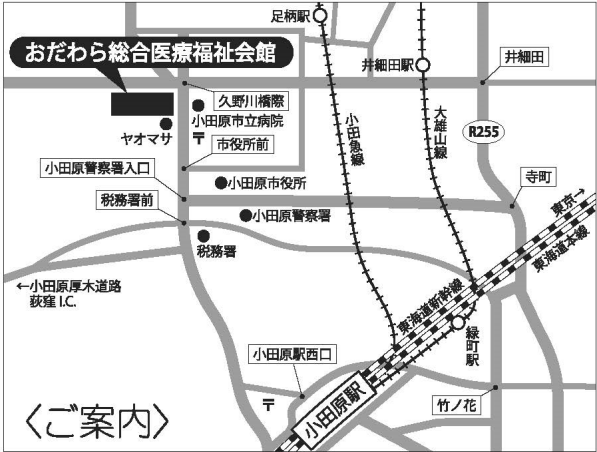 足柄駅
おだわら総合医療福祉会館
井細田駅
井細田
久野川橋際
小田原市立病院
〒
ヤオマサ
市役所前
小田急線
大雄山線
R255
小田原警察署入口
小田原市役所
寺町
税務署前
小田原警察署
東京→
税務署
東海道本線
←小田原厚木道路
荻窪 I.C.
東海道新幹線
緑町駅
小田原駅西口
〒
小田原駅
竹ノ花
〈ご案内〉